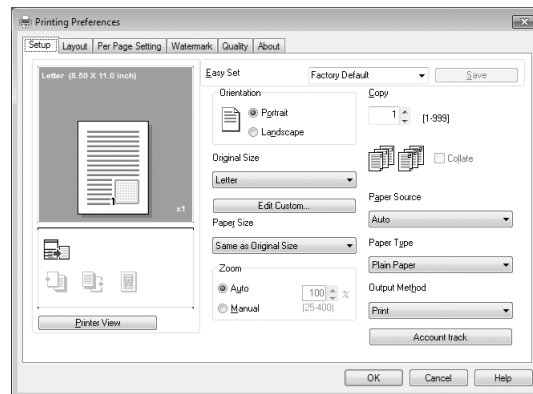 Printing Preferences
Setup Layout Per Page Setting Watermark Quality About
Letter (8.50 X 11.0 inch)
1
x1
Printer View
Easy Set Factory Default Save
Orientation
Portrait
Landscape
Original Size
Letter
Edit Custom...
Paper Size
Same as Original Size
Zoom
Auto
Manual
100 %
(25-400)
Copy
1 [1-999]
Collate
Paper Source
Auto
Paper Type
Plain Paper
Output Method
Print
Account track
OK Cancel Help